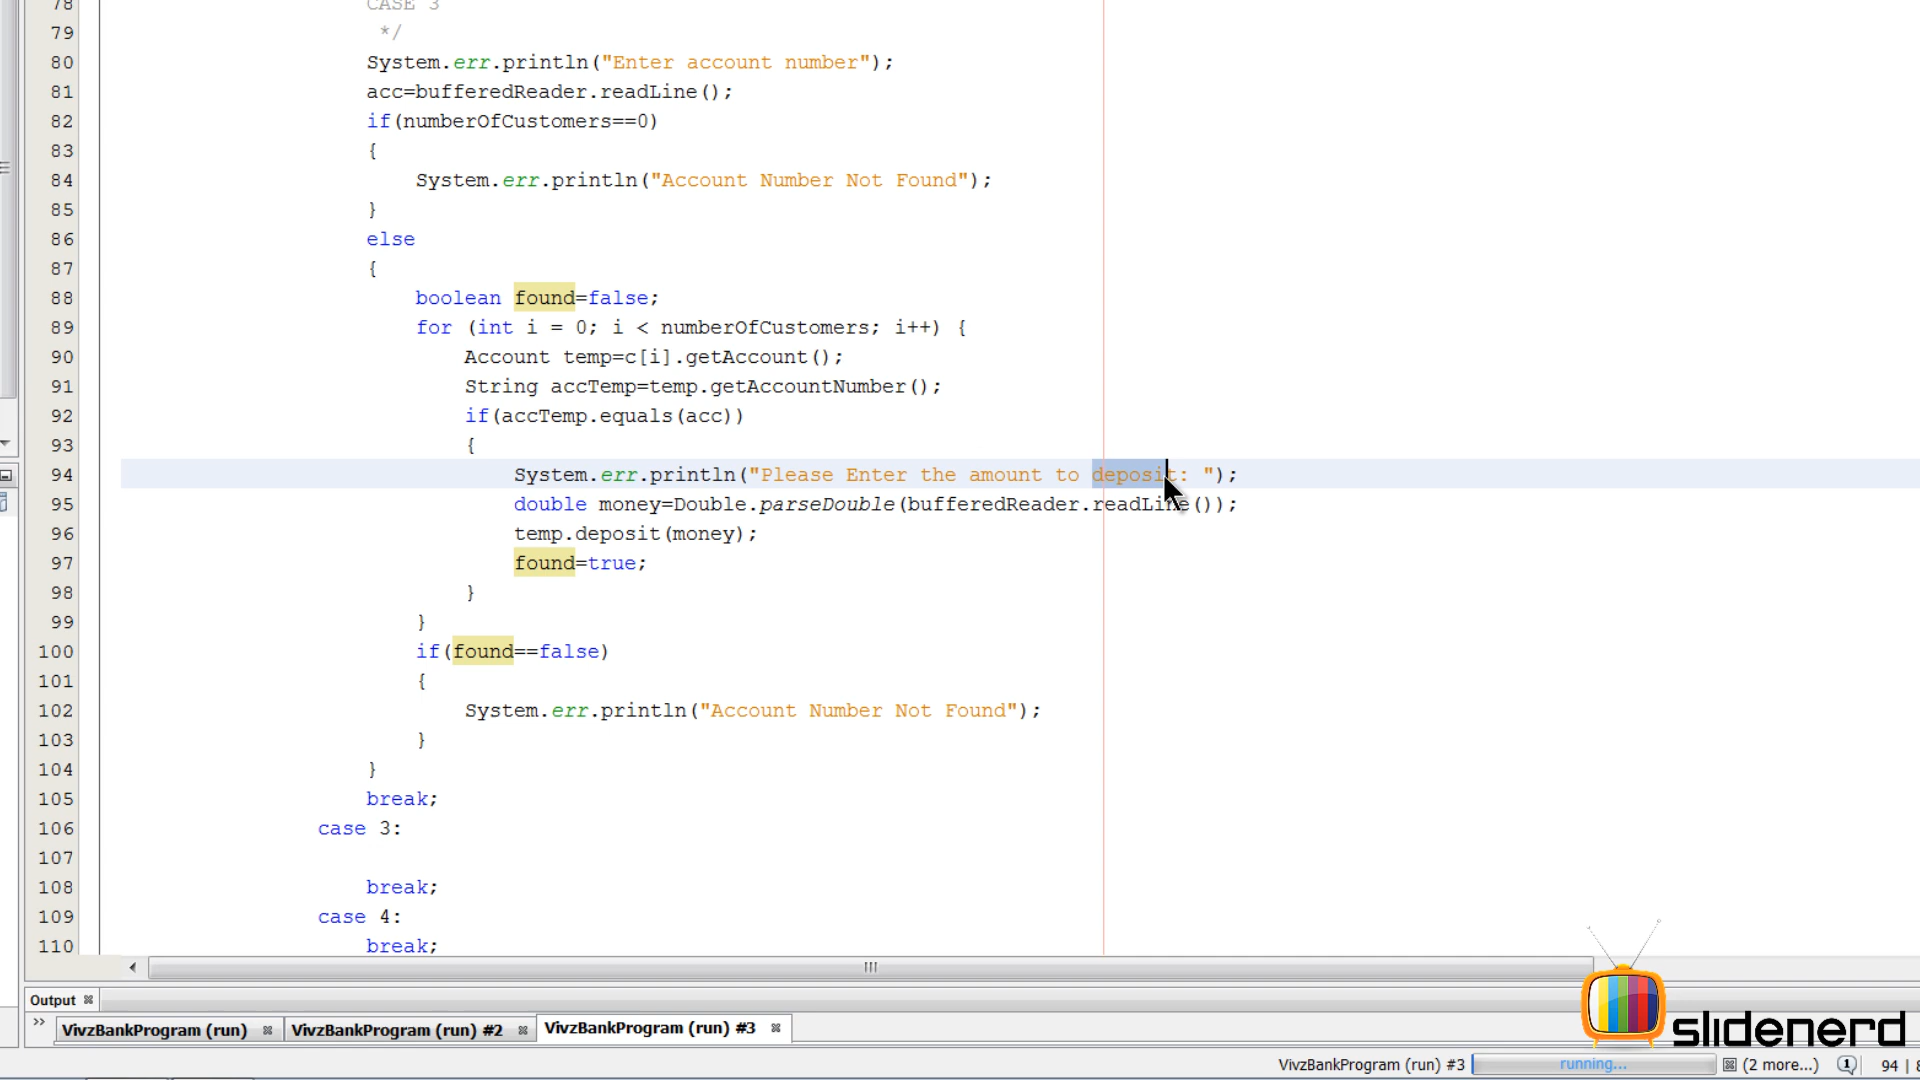 78 CASE 3
79 */
80 System.err.println("Enter account number");
81 acc=bufferedReader.readLine();
82 if(numberOfCustomers==0)
83 {
84 System.err.println("Account Number Not Found");
85 }
86 else
87 {
88 boolean found=false;
89 for (int i = 0; i < numberOfCustomers; i++) {
90 Account temp=c[i].getAccount();
91 String accTemp=temp.getAccountNumber();
92 if(accTemp.equals(acc))
93 {
94 System.err.println("Please Enter the amount to deposit: ");
95 double money=Double.parseDouble(bufferedReader.readLine());
96 temp.deposit(money);
97 found=true;
98 }
99 }
100 if(found==false)
101 {
102 System.err.println("Account Number Not Found");
103 }
104 }
105 break;
106 case 3:
107
108 break;
109 case 4:
110 break;
Output
VivzBankProgram (run) VivzBankProgram (run) #2 VivzBankProgram (run) #3
slidenerd
VivzBankProgram (run) #3 running... (2 more...) 1 94 |